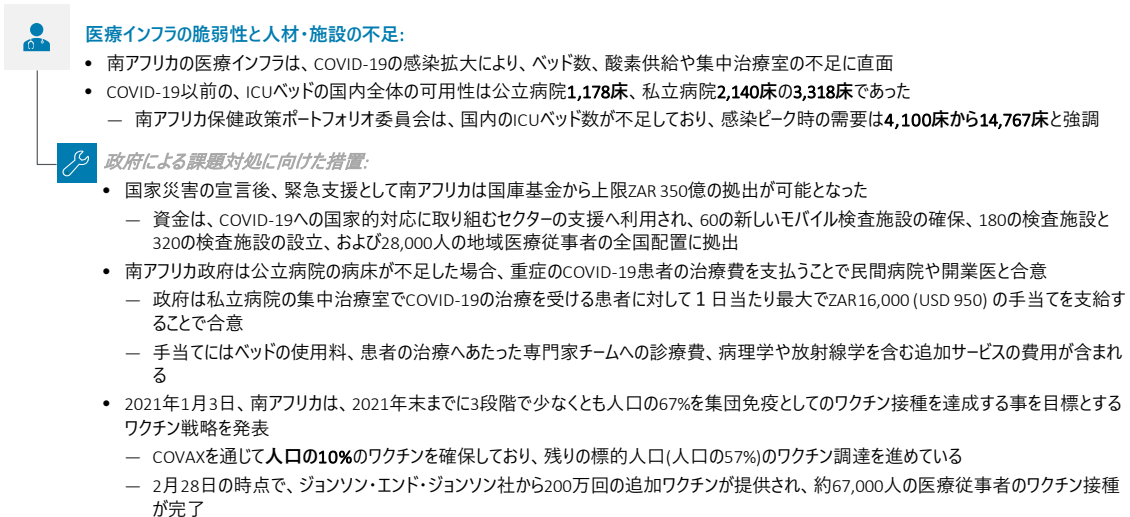 医療インフラの脆弱性と人材・施設の不足:
• 南アフリカの医療インフラは、COVID-19の感染拡大により、ベッド数、酸素供給や集中治療室の不足に直面
• COVID-19以前の、ICUベッドの国内全体の可用性は公立病院1,178床、私立病院2,140床の3,318床であった
— 南アフリカ保健政策ポートフォリオ委員会は、国内のICUベッド数が不足しており、感染ピーク時の需要は4,100床から14,767床と強調
政府による課題対処に向けた措置:
• 国家災害の宣言後、緊急支援として南アフリカは国庫基金から上限ZAR 350億の拠出が可能となった
— 資金は、COVID-19への国家的対応に取り組むセクターの支援へ利用され、60の新しいモバイル検査施設の確保、180の検査施設と
320の検査施設の設立、および28,000人の地域医療従事者の全国配置に拠出
• 南アフリカ政府は公立病院の病床が不足した場合、重症のCOVID-19患者の治療費を支払うことで民間病院や開業医と合意
— 政府は私立病院の集中治療室でCOVID-19の治療を受ける患者に対して１日当たり最大でZAR16,000 (USD 950) の手当てを支給す
ることで合意
— 手当てにはベッドの使用料、患者の治療へあたった専門家チームへの診療費、病理学や放射線学を含む追加サービスの費用が含まれ
る
• 2021年1月3日、南アフリカは、2021年末までに3段階で少なくとも人口の67%を集団免疫としてのワクチン接種を達成する事を目標とする
ワクチン戦略を発表
— COVAXを通じて人口の10%のワクチンを確保しており、残りの標的人口(人口の57%)のワクチン調達を進めている
— 2月28日の時点で、ジョンソン・エンド・ジョンソン社から200万回の追加ワクチンが提供され、約67,000人の医療従事者のワクチン接種
が完了